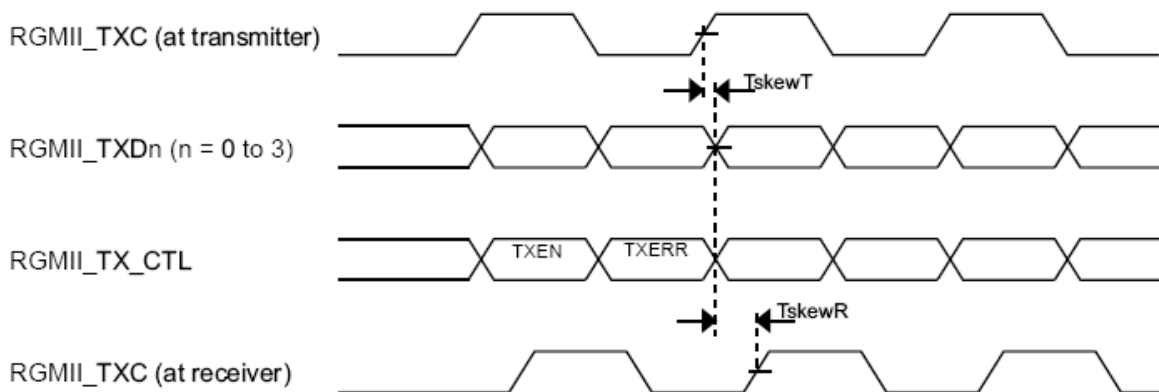 RGMII_TXC (at transmitter)
TskewT
RGMII_TXDn (n = 0 to 3)
RGMII_TX_CTL
TXEN
TXERR
TskewR
RGMII_TXC (at receiver)